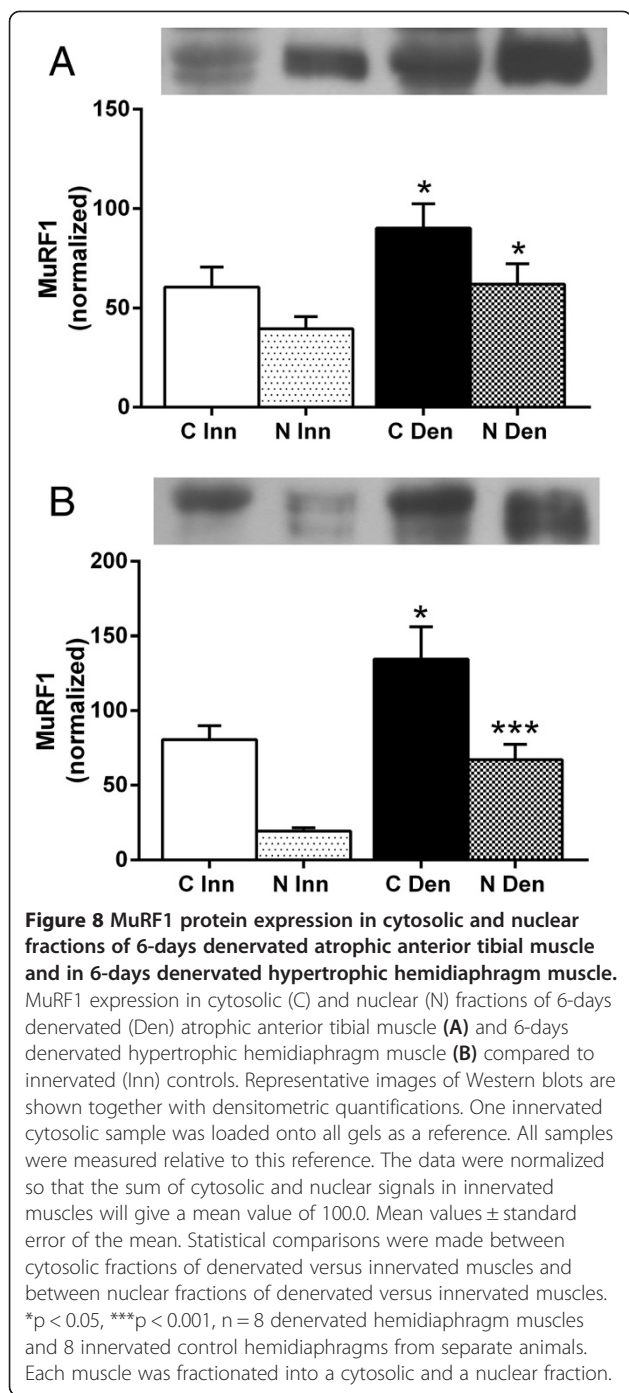 A
150
100
50
0
MuRF1
(normalized)
*
*
C Inn N Inn C Den N Den
B
200
150
100
50
0
MuRF1
(normalized)
*
***
C Inn N Inn C Den N Den
Figure 8 MuRF1 protein expression in cytosolic and nuclear
fractions of 6-days denervated atrophic anterior tibial muscle
and in 6-days denervated hypertrophic hemidiaphragm muscle.
MuRF1 expression in cytosolic (C) and nuclear (N) fractions of 6-days
denervated (Den) atrophic anterior tibial muscle (A) and 6-days
denervated hypertrophic hemidiaphragm muscle (B) compared to
innervated (Inn) controls. Representative images of Western blots are
shown together with densitometric quantifications. One innervated
cytosolic sample was loaded onto all gels as a reference. All samples
were measured relative to this reference. The data were normalized
so that the sum of cytosolic and nuclear signals in innervated
muscles will give a mean value of 100.0. Mean values ± standard
error of the mean. Statistical comparisons were made between
cytosolic fractions of denervated versus innervated muscles and
between nuclear fractions of denervated versus innervated muscles.
*p < 0.05, ***p < 0.001, n = 8 denervated hemidiaphragm muscles
and 8 innervated control hemidiaphragms from separate animals.
Each muscle was fractionated into a cytosolic and a nuclear fraction.